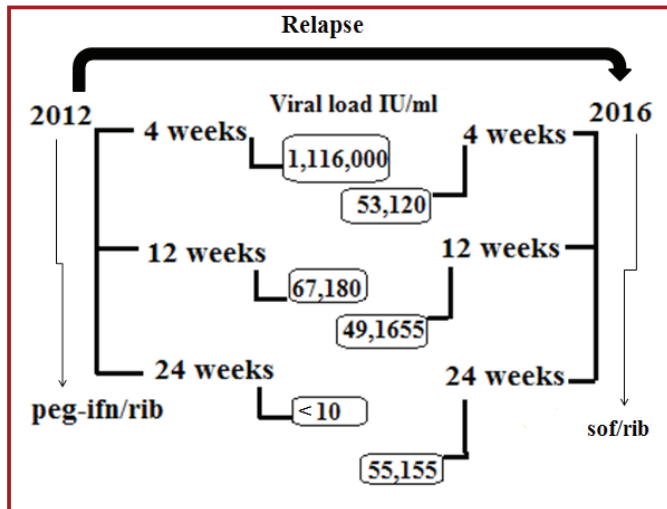 Relapse
2012
Viral load IU/ml
2016
4 weeks
1,116,000
4 weeks
53,120
12 weeks
67,180
12 weeks
49,1655
24 weeks
< 10
24 weeks
55,155
peg-ifn/rib
sof/rib